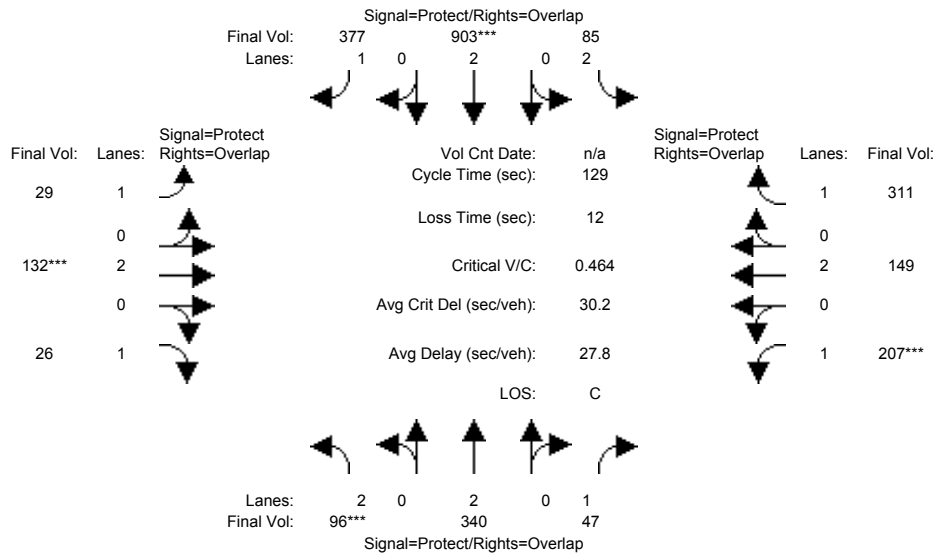 Signal=Protect/Rights=Overlap
Final Vol: 377 903*** 85
Lanes: 1 0 2 0 2
Signal=Protect
Final Vol: Lanes: Rights=Overlap
Vol Cnt Date: n/a
Signal=Protect
Rights=Overlap Lanes: Final Vol:
Cycle Time (sec): 129
29 1
1 311
Loss Time (sec): 12
0
0
132*** 2
Critical V/C: 0.464
2 149
0
Avg Crit Del (sec/veh): 30.2
0
26 1
Avg Delay (sec/veh): 27.8
1 207***
LOS: C
Lanes: 2 0 2 0 1
Final Vol: 96*** 340 47
Signal=Protect/Rights=Overlap